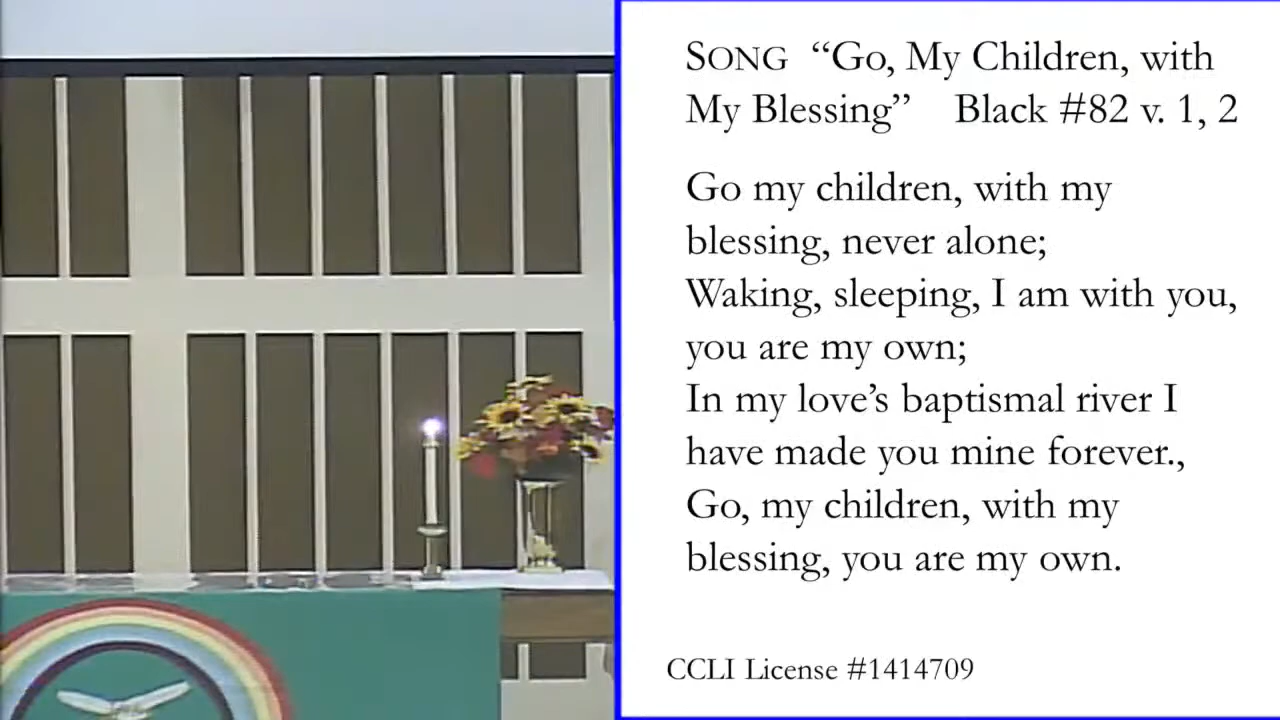 SONG “Go, My Children, with
My Blessing” Black #82 v. 1, 2
Go my children, with my
blessing, never alone;
Waking, sleeping, I am with you,
you are my own;
In my love’s baptismal river I
have made you mine forever.,
Go, my children, with my
blessing, you are my own.
CCLI License #1414709